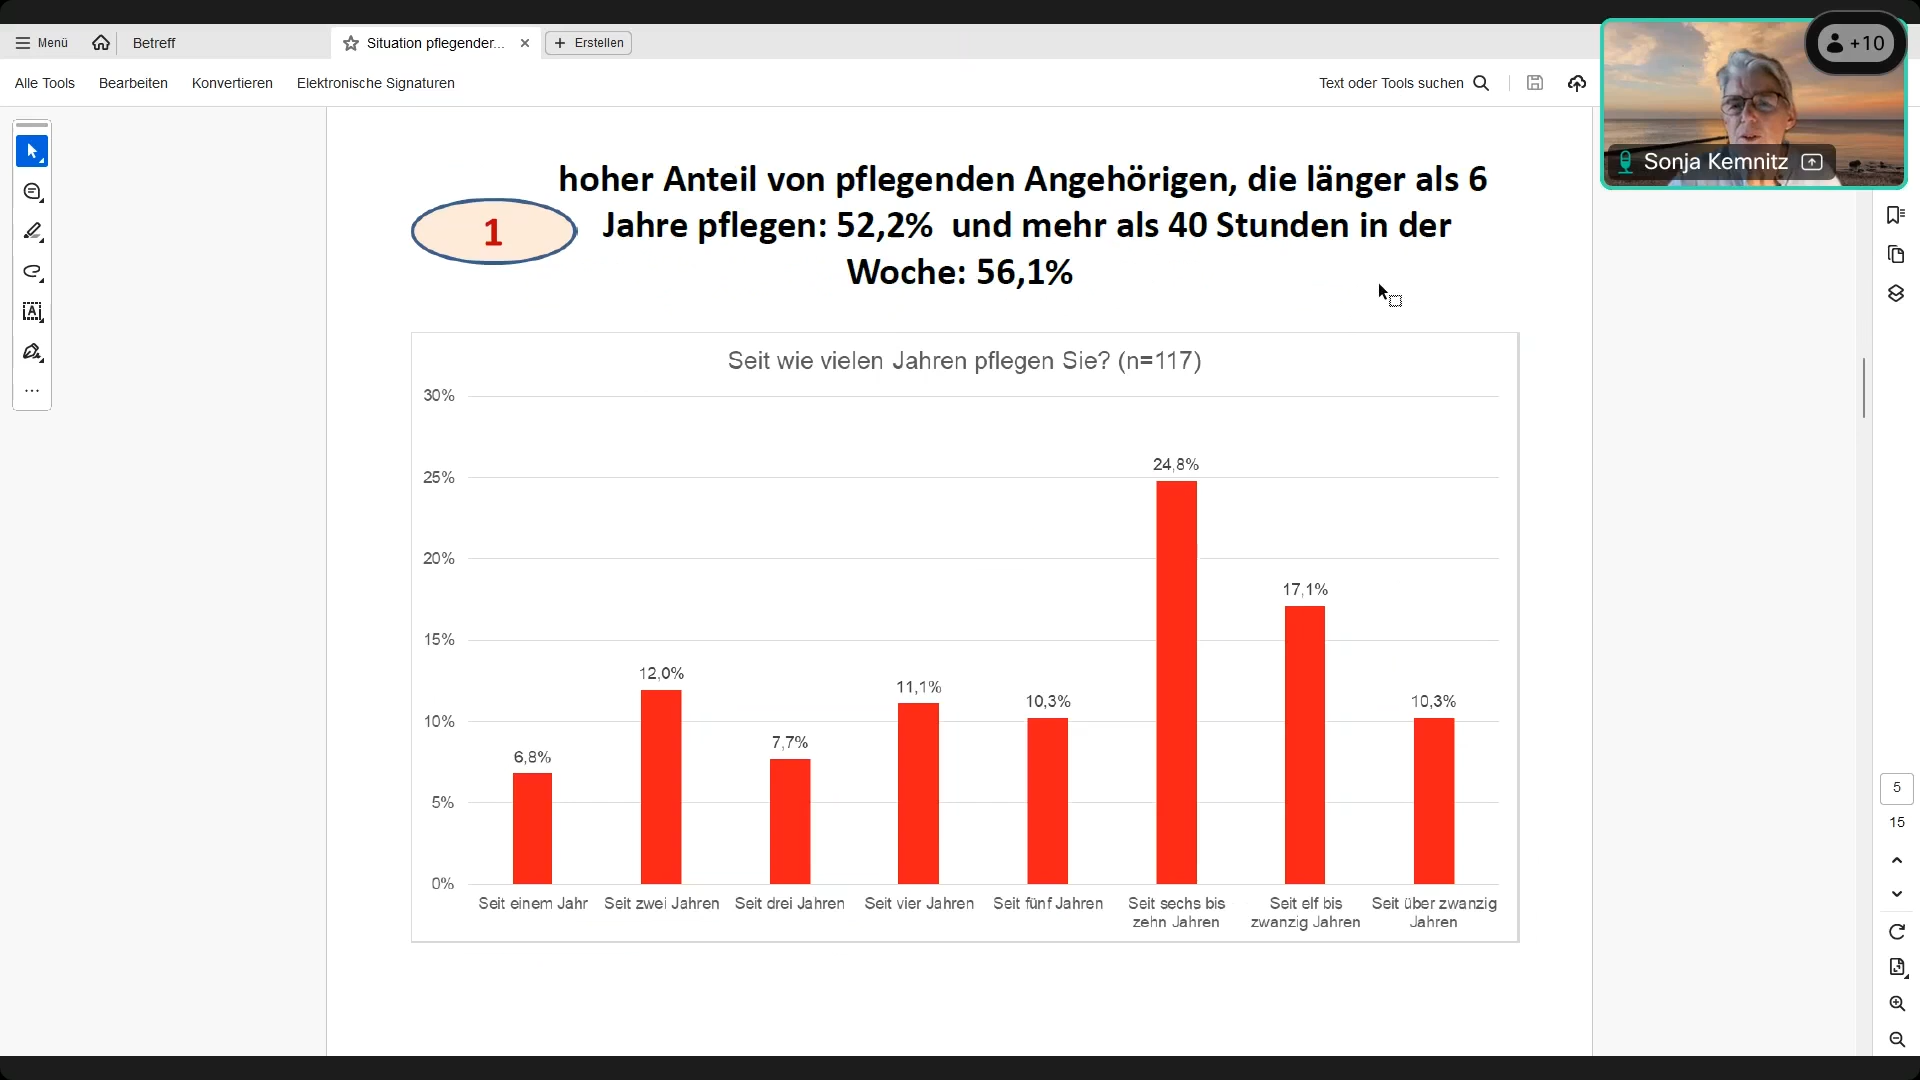 Menü
Betreff
Situation pflegender...
Erstellen
+10
Alle Tools
Bearbeiten
Konvertieren
Elektronische Signaturen
Text oder Tools suchen
Sonja Kemnitz
1
hoher Anteil von pflegenden Angehörigen, die länger als 6
Jahre pflegen: 52,2% und mehr als 40 Stunden in der
Woche: 56,1%
Seit wie vielen Jahren pflegen Sie? (n=117)
30%
25%
20%
15%
10%
5%
0%
6,8%
12,0%
7,7%
11,1%
10,3%
24,8%
17,1%
10,3%
Seit einem Jahr
Seit zwei Jahren
Seit drei Jahren
Seit vier Jahren
Seit fünf Jahren
Seit sechs bis
zehn Jahren
Seit elf bis
zwanzig Jahren
Seit über zwanzig
Jahren
5
15